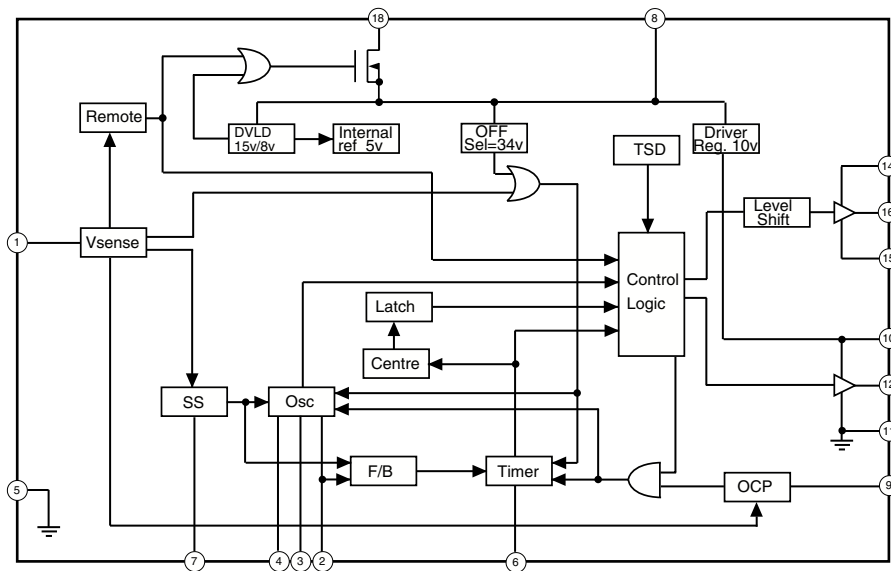 18
8
Remote
DVLD
15v/8v
Internal
ref 5v
OFF
Sel=34v
TSD
Driver
Reg. 10v
14
Level
Shift
16
1
Vsense
15
Control
Logic
Latch
10
Centre
12
SS
Osc
11
F/B
Timer
OCP
9
5
7
4
3
2
6